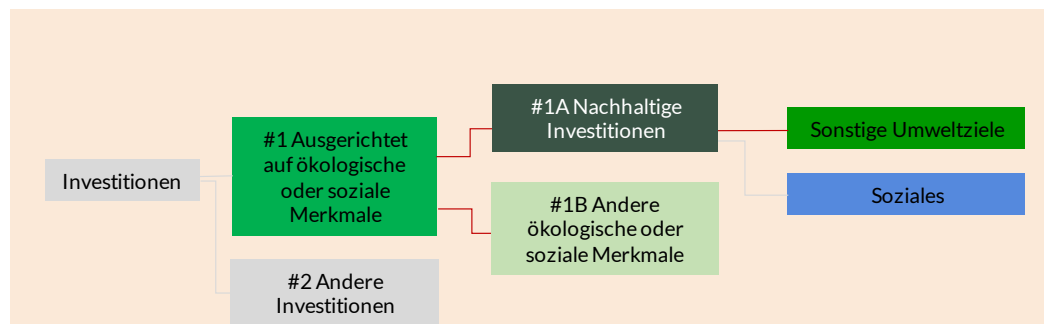 Investitionen
#1 Ausgerichtet
auf ökologische
oder soziale
Merkmale
#2 Andere
Investitionen
#1A Nachhaltige
Investitionen
#1B Andere
ökologische oder
soziale Merkmale
Sonstige Umweltziele
Soziales